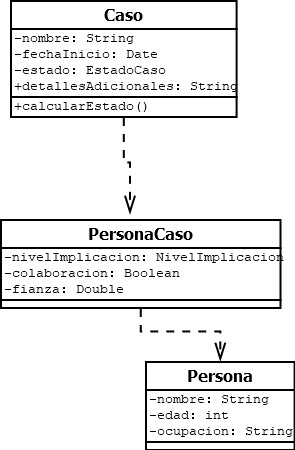 Caso
-nombre: String
-fechaInicio: Date
-estado: EstadoCaso
+detallesAdicionales: String
+calcularEstado()
PersonaCaso
-nivelImplicacion: NivelImplicacion
-colaboracion: Boolean
-fianza: Double
Persona
-nombre: String
-edad: int
-ocupacion: String